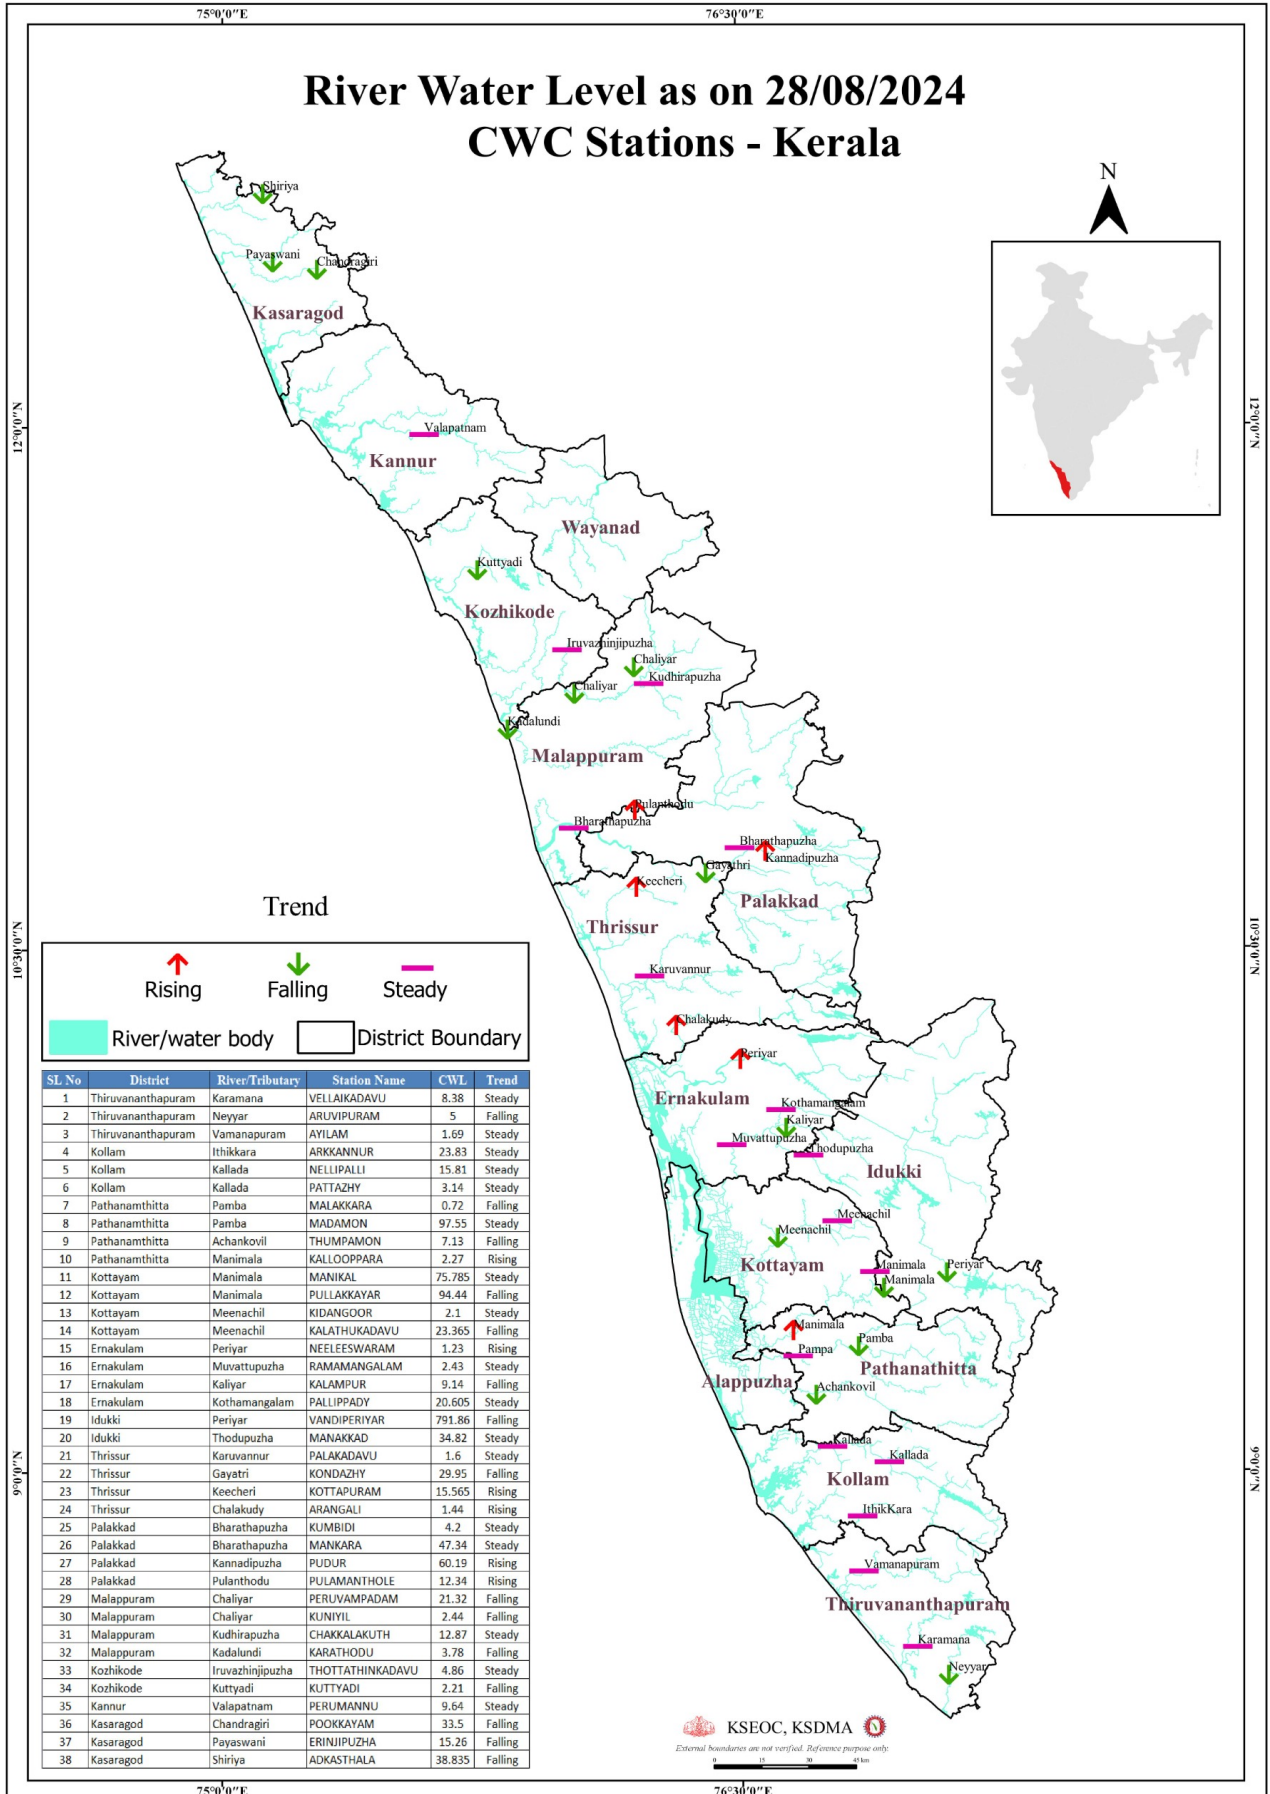 75°0'0"E 76°30'0"E
River Water Level as on 28/08/2024
CWC Stations - Kerala
N
Shiriya
Payaswani
Chandragiri
Kasaragod
12°0'0"N
12°0'0"N
Valapatnam
Kannur
Wayanad
Kuttyadi
Kozhikode
Iruvazhinjipuzha
Chaliyar
Kudhirapuzha
Chaliyar
Kadalundi
Malappuram
Pulanthodu
Bharathapuzha
Bharathapuzha
Kannadipuzha
Gayathri
Keecheri
Palakkad
Thrissur
10°30'0"N
10°30'0"N
Karuvannur
Chalakudy
Periyar
Ernakulam
Kothamangalam
Kaliyar
Muvattupuzha
Thodupuzha
Idukki
Meenachil
Meenachil
Kottayam
Manimala
Periyar
Manimala
Manimala
Pamba
Pampa
Pathanathitta
Alappuzha
Achankovil
Kallada
Kallada
Kollam
9°0'0"N
9°0'0"N
IthikKara
Vamanapuram
Thiruvananthapuram
Karamana
Neyyar
Trend
Rising Falling Steady
River/water body District Boundary
SL No District River/Tributary Station Name CWL Trend
1 Thiruvananthapuram Karamana VELLAIKADAVU 8.38 Steady
2 Thiruvananthapuram Neyyar ARUVIPURAM 5 Falling
3 Thiruvananthapuram Vamanapuram AYILAM 1.69 Steady
4 Kollam Ithikkara ARKKANNUR 23.83 Steady
5 Kollam Kallada NELLIPALLI 15.81 Steady
6 Kollam Kallada PATTAZHY 3.14 Steady
7 Pathanamthitta Pamba MALAKKARA 0.72 Falling
8 Pathanamthitta Pamba MADAMON 97.55 Steady
9 Pathanamthitta Achankovil THUMPAMON 7.13 Falling
10 Pathanamthitta Manimala KALLOOPPARA 2.27 Rising
11 Kottayam Manimala MANIKAL 75.785 Steady
12 Kottayam Manimala PULLAKKAYAR 94.44 Falling
13 Kottayam Meenachil KIDANGOOR 2.1 Steady
14 Kottayam Meenachil KALATHUKADAVU 23.365 Falling
15 Ernakulam Periyar NEELEESWARAM 1.23 Rising
16 Ernakulam Muvattupuzha RAMAMANGALAM 2.43 Steady
17 Ernakulam Kaliyar KALAMPUR 9.14 Falling
18 Ernakulam Kothamangalam PALLIPPADY 20.605 Steady
19 Idukki Periyar VANDIPERIYAR 791.86 Falling
20 Idukki Thodupuzha MANAKKAD 34.82 Steady
21 Thrissur Karuvannur PALAKADAVU 1.6 Steady
22 Thrissur Gayatri KONDAZHY 29.95 Falling
23 Thrissur Keecheri KOTTAPURAM 15.565 Rising
24 Thrissur Chalakudy ARANGALI 1.44 Rising
25 Palakkad Bharathapuzha KUMBIDI 4.2 Steady
26 Palakkad Bharathapuzha MANKARA 47.34 Steady
27 Palakkad Kannadipuzha PUDUR 60.19 Rising
28 Palakkad Pulanthodu PULAMANTHOLE 12.34 Rising
29 Malappuram Chaliyar PERUVAMPADAM 21.32 Falling
30 Malappuram Chaliyar KUNIYIL 2.44 Falling
31 Malappuram Kudhirapuzha CHAKKALAKUTH 12.87 Steady
32 Malappuram Kadalundi KARATHODU 3.78 Falling
33 Kozhikode Iruvazhinjipuzha THOTTATHINKADAVU 4.86 Steady
34 Kozhikode Kuttyadi KUTTYADI 2.21 Falling
35 Kannur Valapatnam PERUMANNU 9.64 Steady
36 Kasaragod Chandragiri POOKKAYAM 33.5 Falling
37 Kasaragod Payaswani ERINJIPUZHA 15.26 Falling
38 Kasaragod Shiriya ADKASTHALA 38.835 Falling
KSEOC, KSDMA
External boundaries are not verified. Reference purpose only.
0 15 30 45 km
75°0'0"E 76°30'0"E